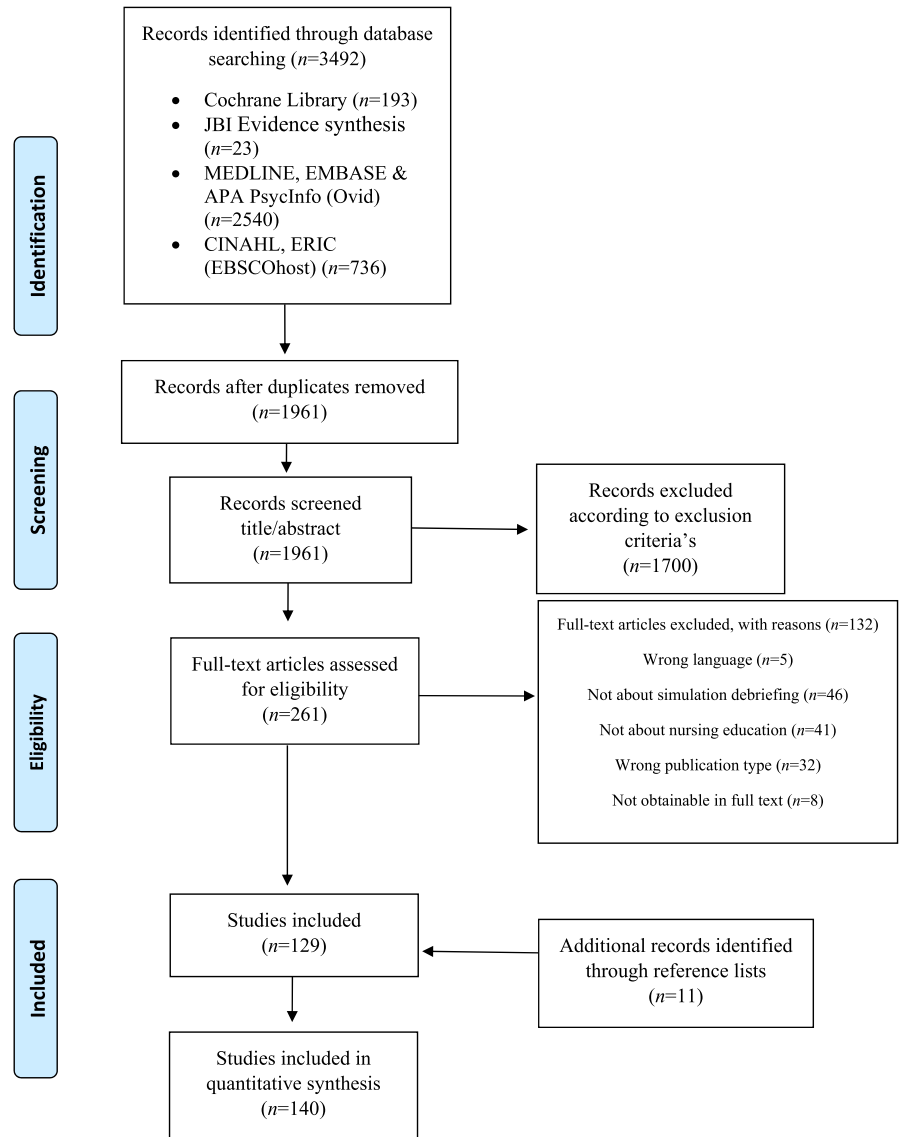 Records identified through database
searching (n=3492)
• Cochrane Library (n=193)
• JBI Evidence synthesis
(n=23)
• MEDLINE, EMBASE &
APA PsycInfo (Ovid)
(n=2540)
• CINAHL, ERIC
(EBSCOhost) (n=736)
Identification
Records after duplicates removed
(n=1961)
Screening
Records screened
title/abstract
(n=1961)
Records excluded
according to exclusion
criteria’s
(n=1700)
Eligibility
Full-text articles assessed
for eligibility
(n=261)
Full-text articles excluded, with reasons (n=132)
Wrong language (n=5)
Not about simulation debriefing (n=46)
Not about nursing education (n=41)
Wrong publication type (n=32)
Not obtainable in full text (n=8)
Included
Studies included
(n=129)
Additional records identified
through reference lists
(n=11)
Studies included in
quantitative synthesis
(n=140)